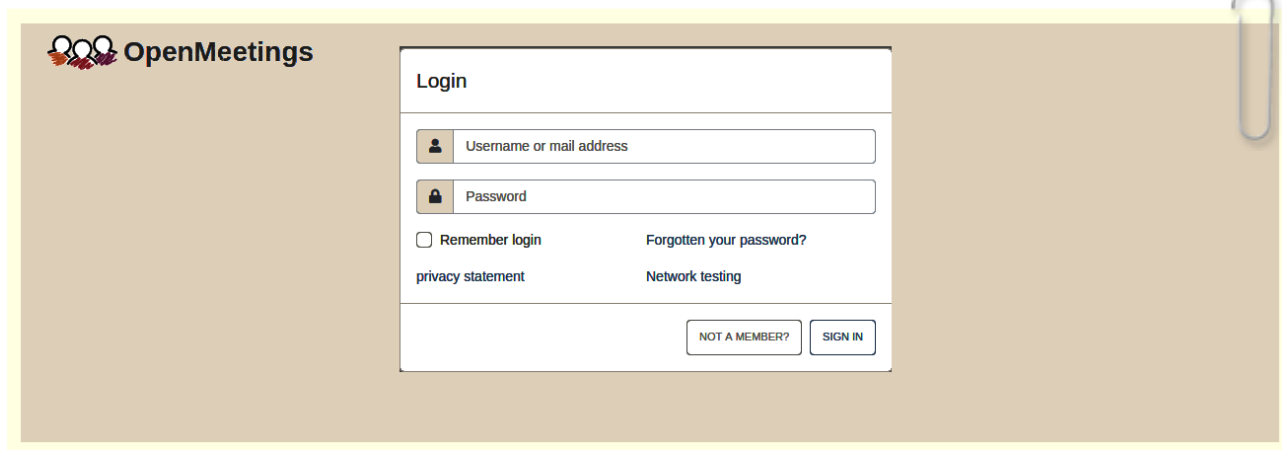 OpenMeetings
Login
Username or mail address
Password
Remember login
Forgotten your password?
privacy statement
Network testing
NOT A MEMBER?
SIGN IN